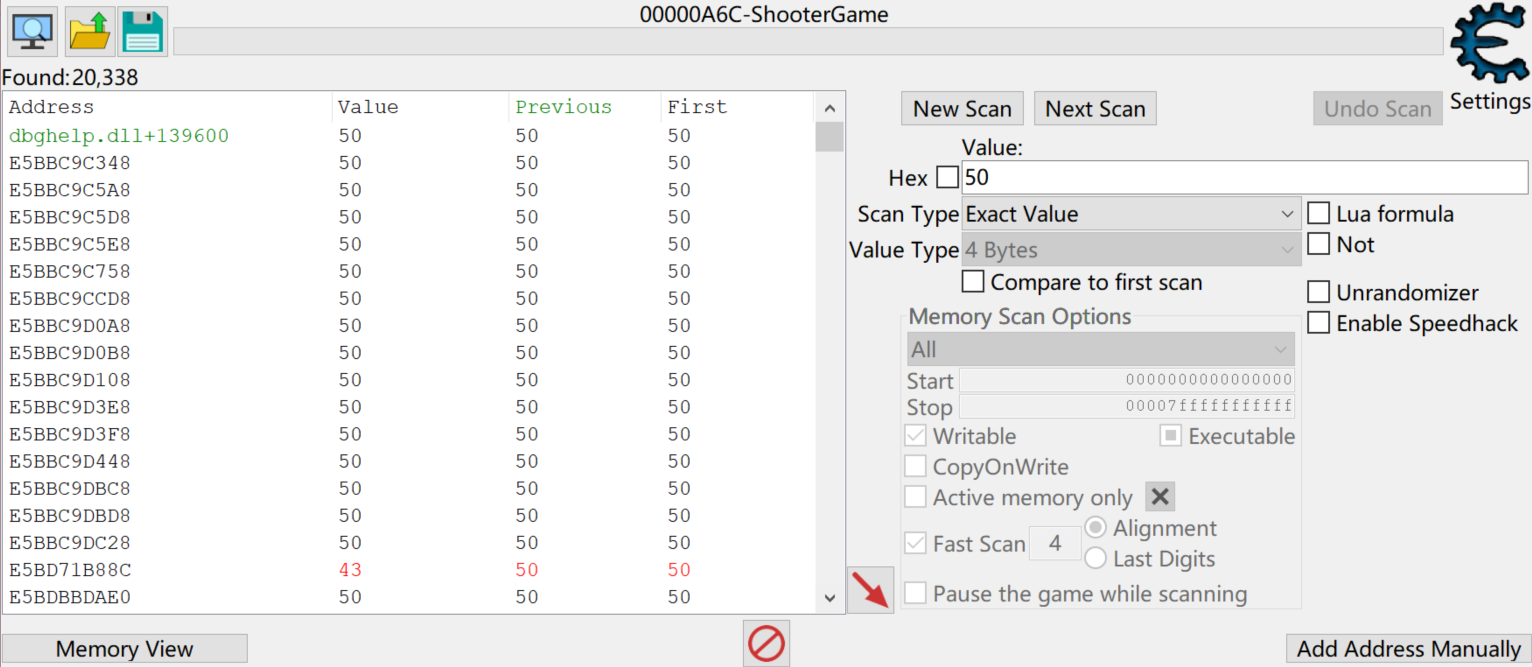 00000A6C-ShooterGame
Found:20,338
Address Value Previous First
dbghelp.dll+139600 50 50 50
E5BBC9C348 50 50 50
E5BBC9C5A8 50 50 50
E5BBC9C5D8 50 50 50
E5BBC9C5E8 50 50 50
E5BBC9C758 50 50 50
E5BBC9CCD8 50 50 50
E5BBC9D0A8 50 50 50
E5BBC9D0B8 50 50 50
E5BBC9D108 50 50 50
E5BBC9D3E8 50 50 50
E5BBC9D3F8 50 50 50
E5BBC9D448 50 50 50
E5BBC9DBC8 50 50 50
E5BBC9DBD8 50 50 50
E5BBC9DC28 50 50 50
E5BD71B88C 43 50 50
E5BDBBDAE0 50 50 50
Memory View
New Scan Next Scan Undo Scan Settings
Value:
Hex 50
Scan Type Exact Value Lua formula
Not
Value Type 4 Bytes
Compare to first scan
Unrandomizer
Enable Speedhack
Memory Scan Options
All
Start 0000000000000000
Stop 00007fffffffffff
Writable Executable
CopyOnWrite
Active memory only
Fast Scan 4 Alignment
Last Digits
Pause the game while scanning
Add Address Manually